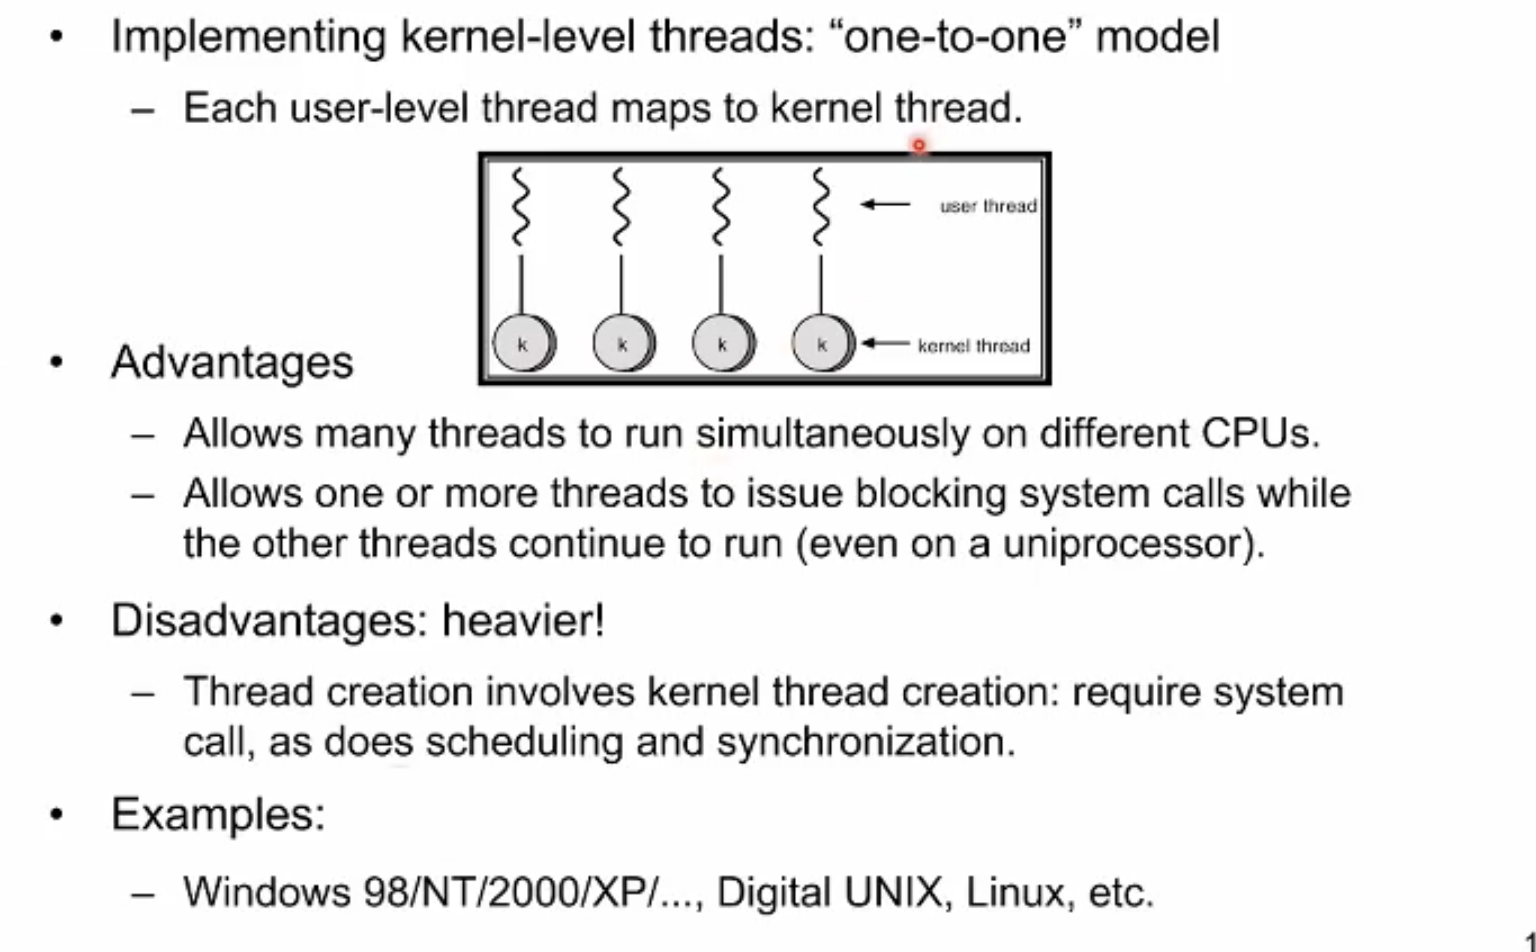 • Implementing kernel-level threads: “one-to-one” model
– Each user-level thread maps to kernel thread.
user thread
k k k k
kernel thread
• Advantages
– Allows many threads to run simultaneously on different CPUs.
– Allows one or more threads to issue blocking system calls while
the other threads continue to run (even on a uniprocessor).
• Disadvantages: heavier!
– Thread creation involves kernel thread creation: require system
call, as does scheduling and synchronization.
• Examples:
– Windows 98/NT/2000/XP/..., Digital UNIX, Linux, etc.